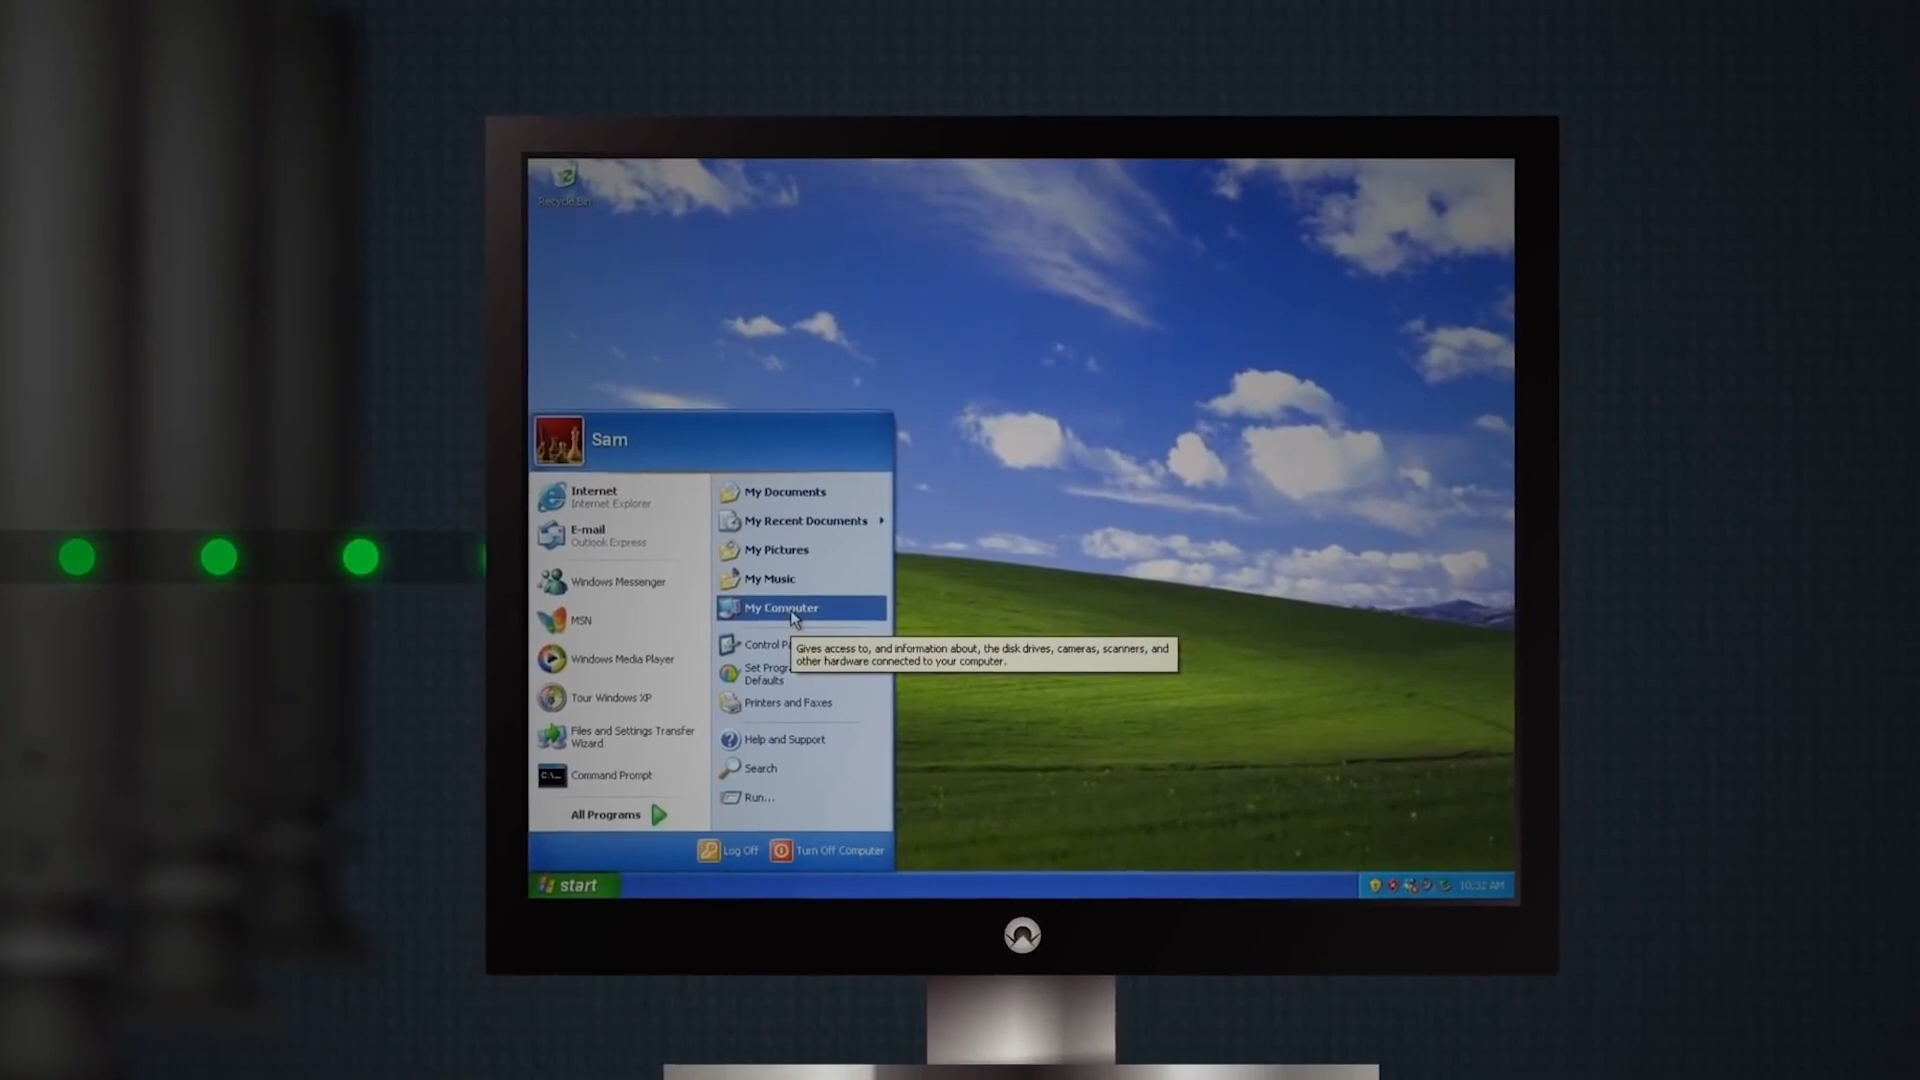 Recycle Bin
Sam
Internet
Internet Explorer
E-mail
Outlook Express
Windows Messenger
MSN
Windows Media Player
Tour Windows XP
Files and Settings Transfer
Wizard
C:\
Command Prompt
All Programs
My Documents
My Recent Documents
My Pictures
My Music
My Computer
Control P
Set Progr
Defaults
Printers and Faxes
Help and Support
Search
Run...
Gives access to, and information about, the disk drives, cameras, scanners, and
other hardware connected to your computer.
Log Off
Turn Off Computer
start
10:32 AM